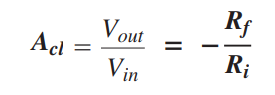 A_cl = V_out / V_in = − R_f / R_i